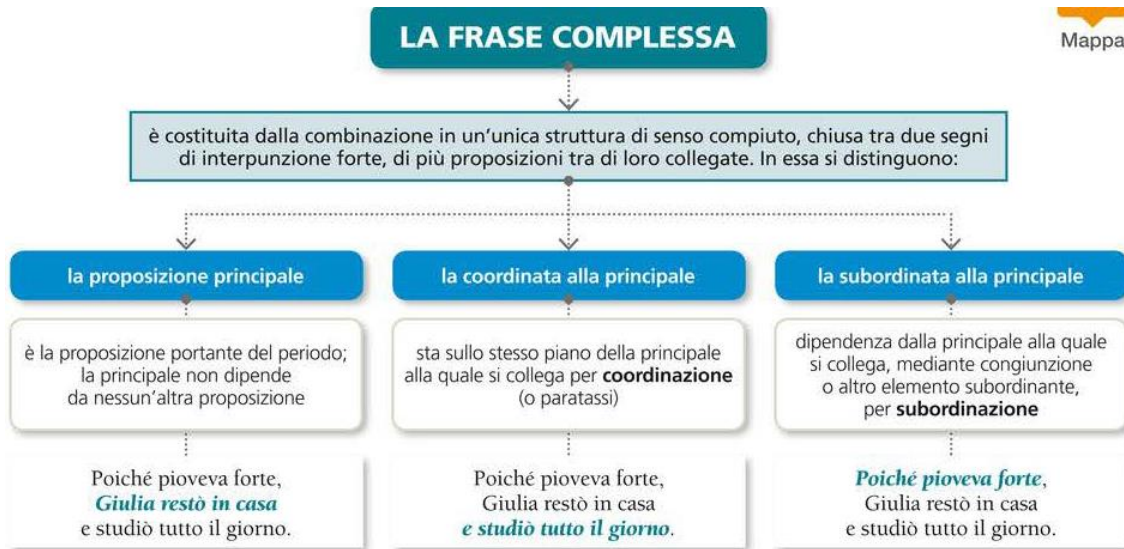 LA FRASE COMPLESSA
Mappa
è costituita dalla combinazione in un'unica struttura di senso compiuto, chiusa tra due segni
di interpunzione forte, di più proposizioni tra di loro collegate. In essa si distinguono:
la proposizione principale
è la proposizione portante del periodo;
la principale non dipende
da nessun'altra proposizione
Poiché pioveva forte,
Giulia restò in casa
e studiò tutto il giorno.
la coordinata alla principale
sta sullo stesso piano della principale
alla quale si collega per coordinazione
(o paratassi)
Poiché pioveva forte,
Giulia restò in casa
e studiò tutto il giorno.
la subordinata alla principale
dipendenza dalla principale alla quale
si collega, mediante congiunzione
o altro elemento subordinante,
per subordinazione
Poiché pioveva forte,
Giulia restò in casa
e studiò tutto il giorno.